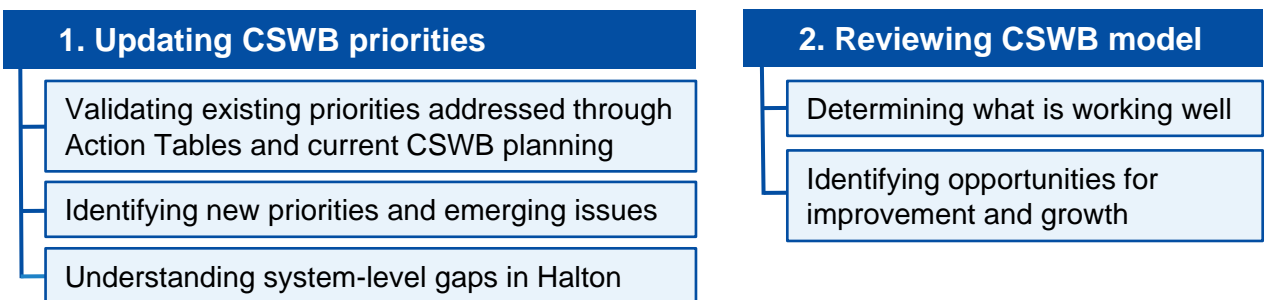 1. Updating CSWB priorities
Validating existing priorities addressed through
Action Tables and current CSWB planning
Identifying new priorities and emerging issues
Understanding system-level gaps in Halton
2. Reviewing CSWB model
Determining what is working well
Identifying opportunities for
improvement and growth